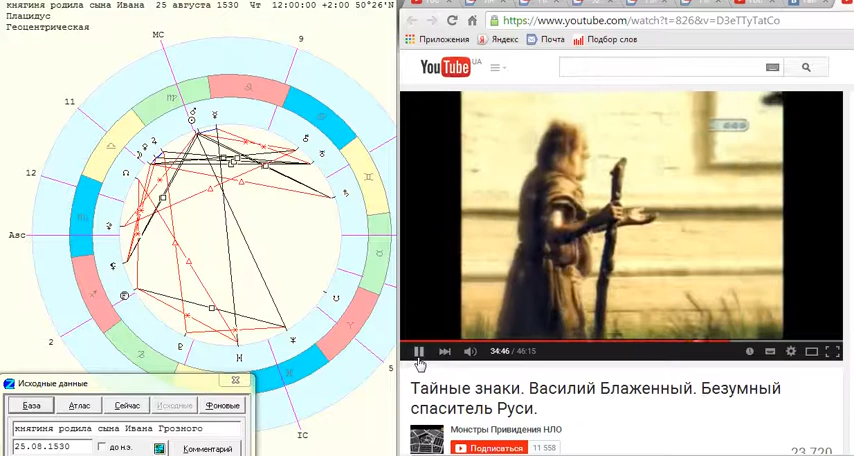 княгиня родила сына Ивана 25 августа 1530 Чт 12:00:00 +2:00 50°26'N
Плацидус
Геоцентрическая
MC
9
11
12
Asc
2
5
IC
Исходные данные
База
Атлас
Сейчас
Исходные
Фоновые
княгиня родила сына Ивана Грозного
25.08.1530
до н.э.
Комментарий
https://www.youtube.com/watch?t=826&v=D3eTTyTatCo
Приложения
Яндекс
Почта
Подбор слов
YouTube UA
34:46 / 46:15
Тайные знаки. Василий Блаженный. Безумный
спаситель Руси.
Монстры Привидения НЛО
Подписаться
11 558
23 720